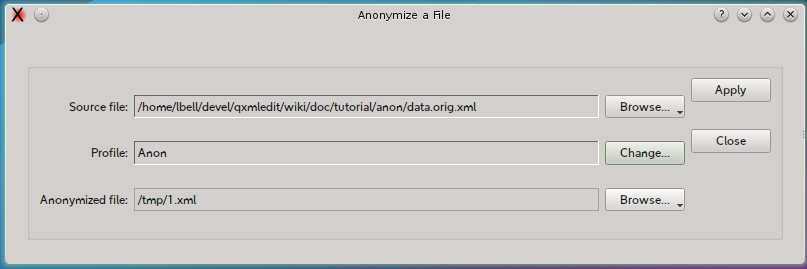 Anonymize a File
Source file: /home/lbell/devel/qxmledit/wiki/doc/tutorial/anon/data.orig.xml Browse... Apply
Profile: Anon Change... Close
Anonymized file: /tmp/1.xml Browse...